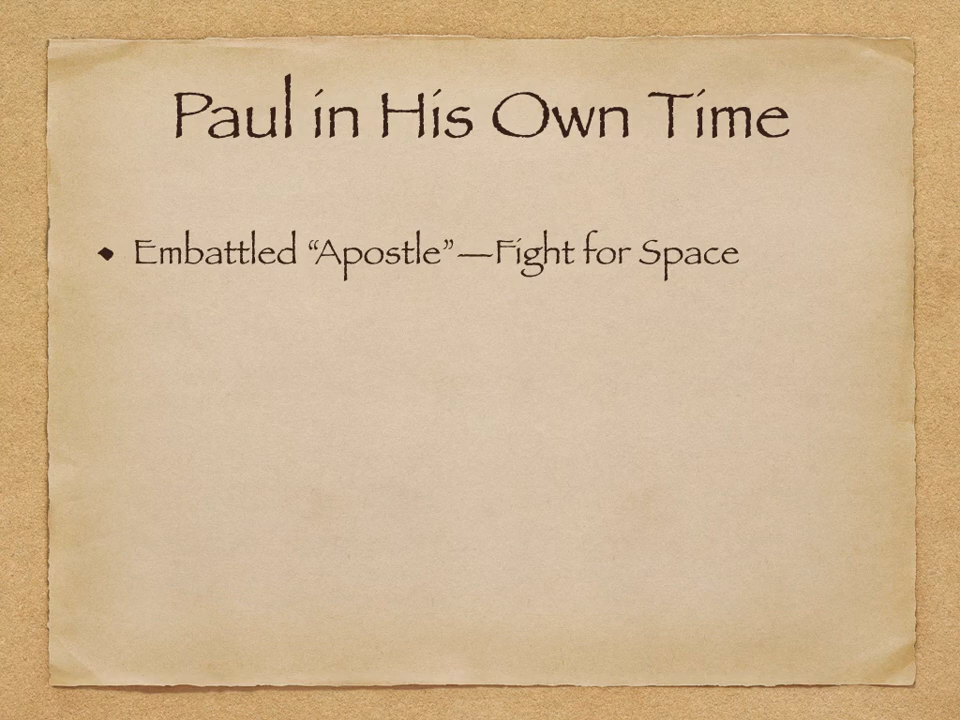 Paul in His Own Time
• Embattled “Apostle”—Fight for Space